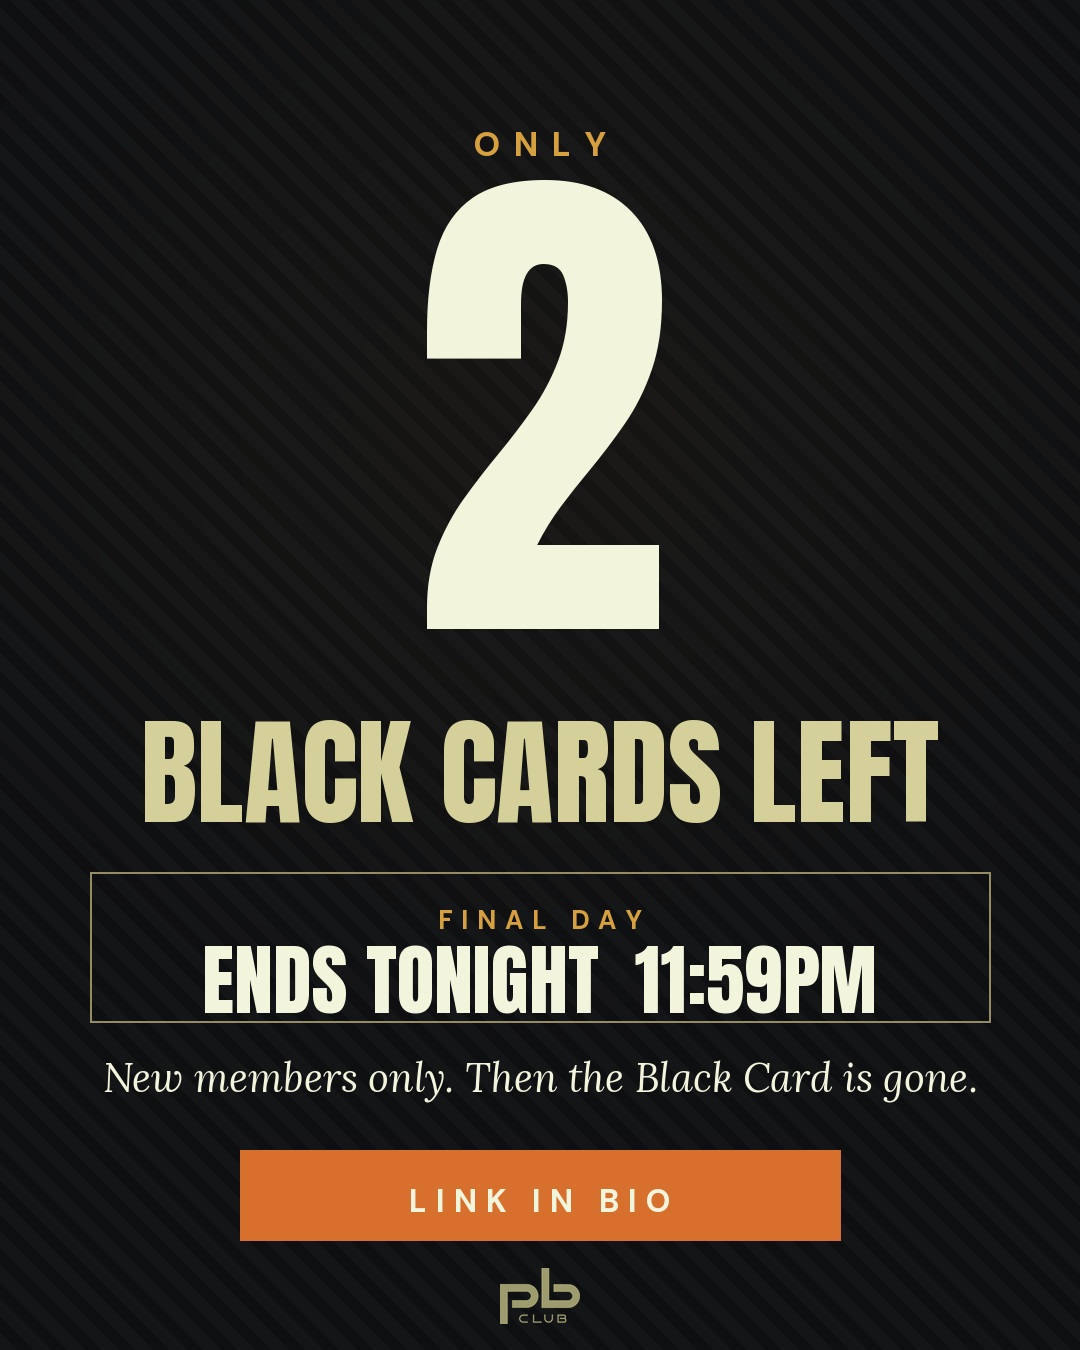 ONLY
2
BLACK CARDS LEFT
FINAL DAY
ENDS TONIGHT 11:59PM
New members only. Then the Black Card is gone.
LINK IN BIO
pb
CLUB